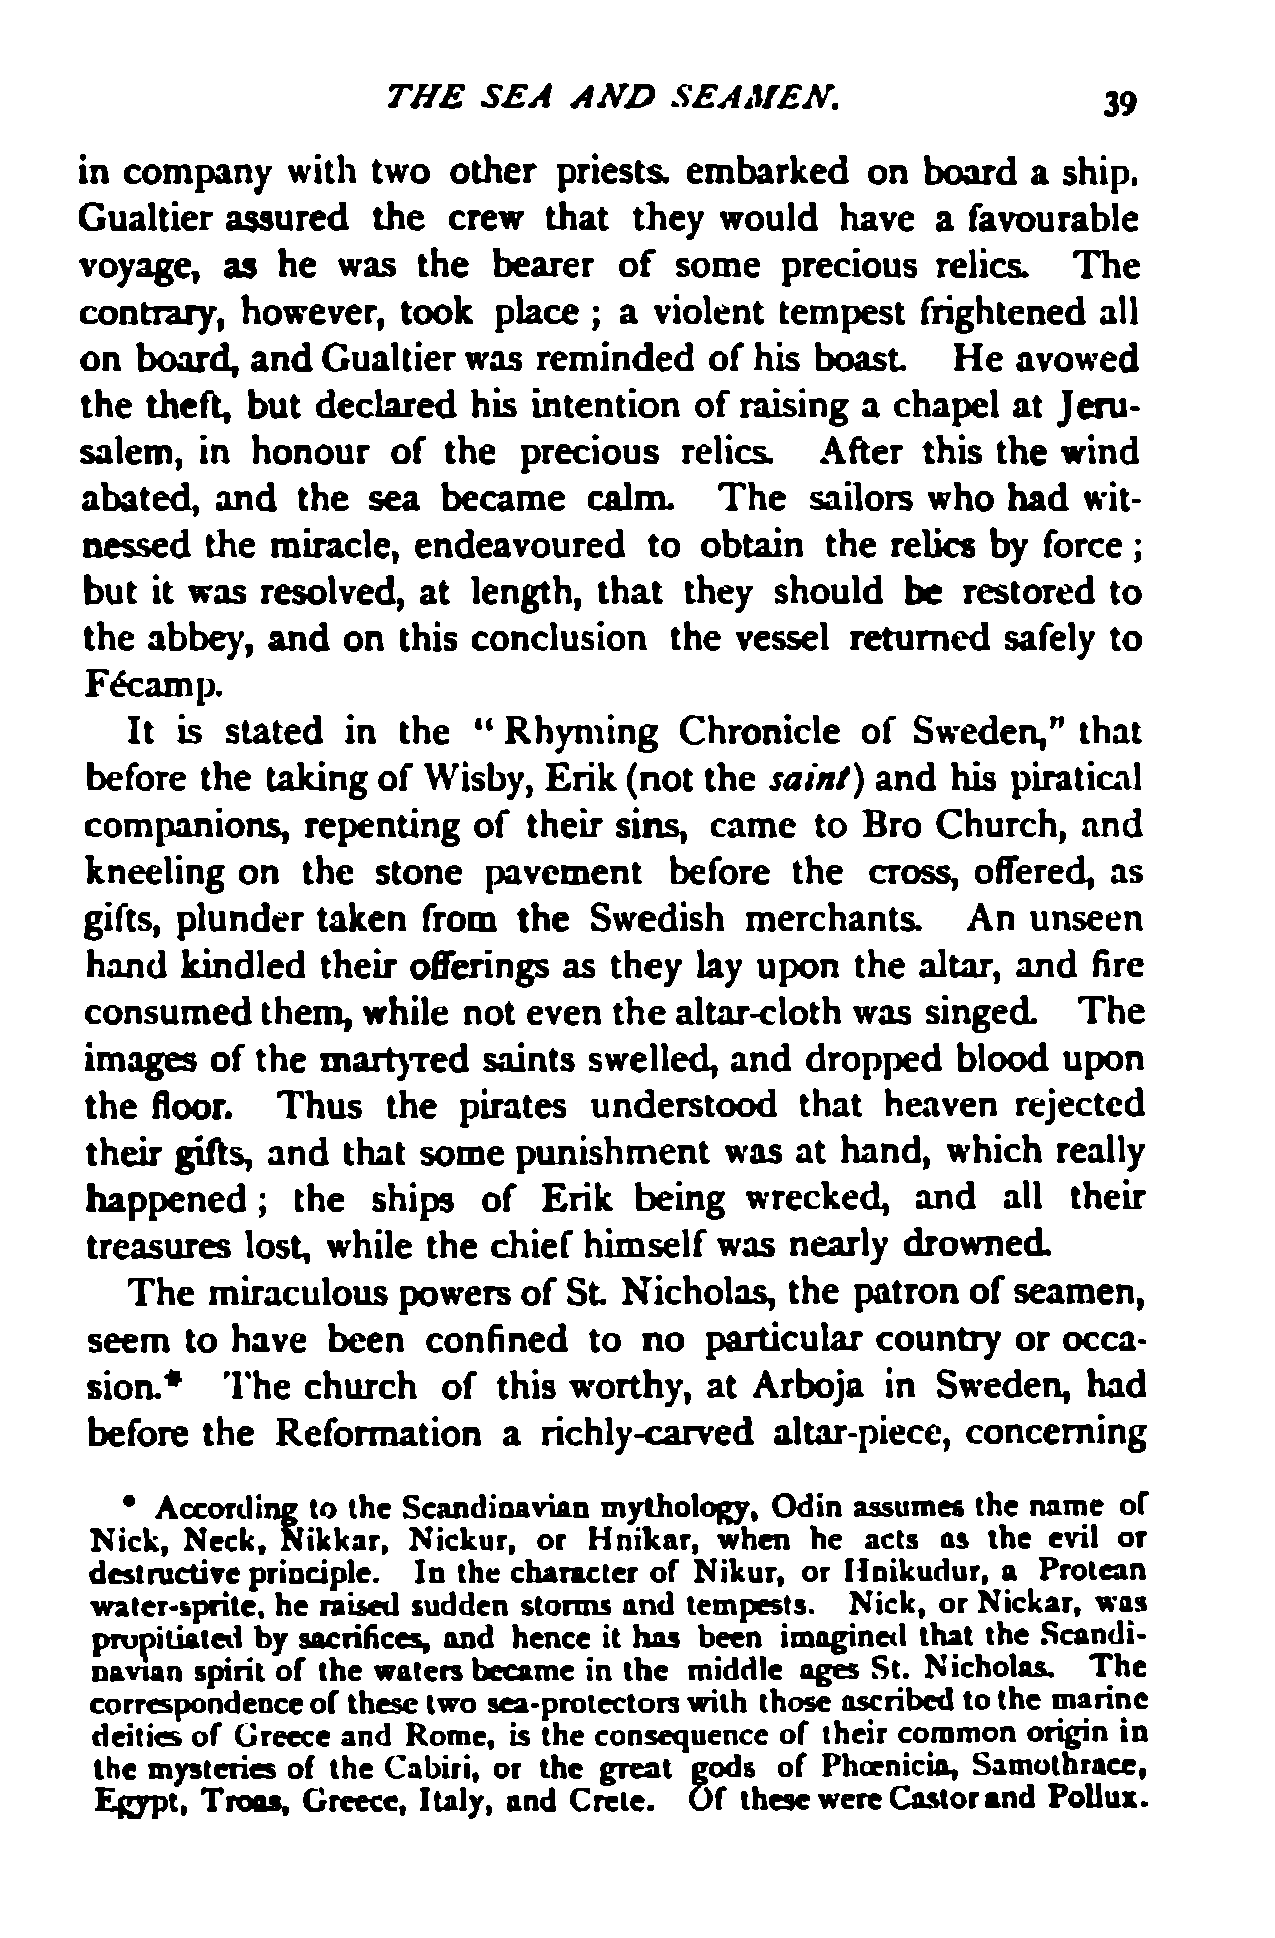 THE SEA AND SEAMEN. 39
in company with two other priests. embarked on board a ship.
Gualtier assured the crew that they would have a favourable
voyage, as he was the bearer of some precious relics. The
contrary, however, took place ; a violent tempest frightened all
on board, and Gualtier was reminded of his boast. He avowed
the theft, but declared his intention of raising a chapel at Jeru-
salem, in honour of the precious relics. After this the wind
abated, and the sea became calm. The sailors who had wit-
nessed the miracle, endeavoured to obtain the relics by force ;
but it was resolved, at length, that they should be restored to
the abbey, and on this conclusion the vessel returned safely to
Fécamp.
It is stated in the “ Rhyming Chronicle of Sweden,” that
before the taking of Wisby, Erik (not the saint) and his piratical
companions, repenting of their sins, came to Bro Church, and
kneeling on the stone pavement before the cross, offered, as
gifts, plunder taken from the Swedish merchants. An unseen
hand kindled their offerings as they lay upon the altar, and fire
consumed them, while not even the altar-cloth was singed. The
images of the martyred saints swelled, and dropped blood upon
the floor. Thus the pirates understood that heaven rejected
their gifts, and that some punishment was at hand, which really
happened ; the ships of Erik being wrecked, and all their
treasures lost, while the chief himself was nearly drowned.
The miraculous powers of St. Nicholas, the patron of seamen,
seem to have been confined to no particular country or occa-
sion.* The church of this worthy, at Arboja in Sweden, had
before the Reformation a richly-carved altar-piece, concerning
* According to the Scandinavian mythology, Odin assumes the name of
Nick, Neck, Nikkar, Nickur, or Hnikar, when he acts as the evil or
destructive principle. In the character of Nikur, or Hnikudur, a Protean
water-sprite, he raised sudden storms and tempests. Nick, or Nickar, was
propitiated by sacrifices, and hence it has been imagined that the Scandi-
navian spirit of the waters became in the middle ages St. Nicholas. The
correspondence of these two sea-protectors with those ascribed to the marine
deities of Greece and Rome, is the consequence of their common origin in
the mysteries of the Cabiri, or the great gods of Phœnicia, Samothrace,
Egypt, Troas, Greece, Italy, and Crete. Of these were Castor and Pollux.